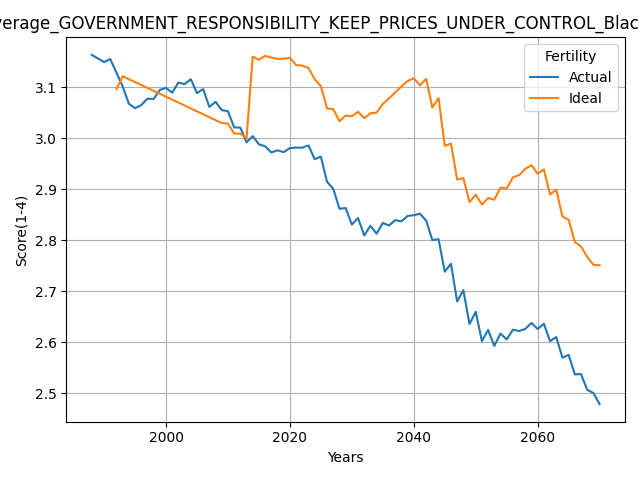 verage_GOVERNMENT_RESPONSIBILITY_KEEP_PRICES_UNDER_CONTROL_Blac
Fertility
Actual
Ideal
Score(1-4)
3.1
3.0
2.9
2.8
2.7
2.6
2.5
2000
2020
2040
2060
Years